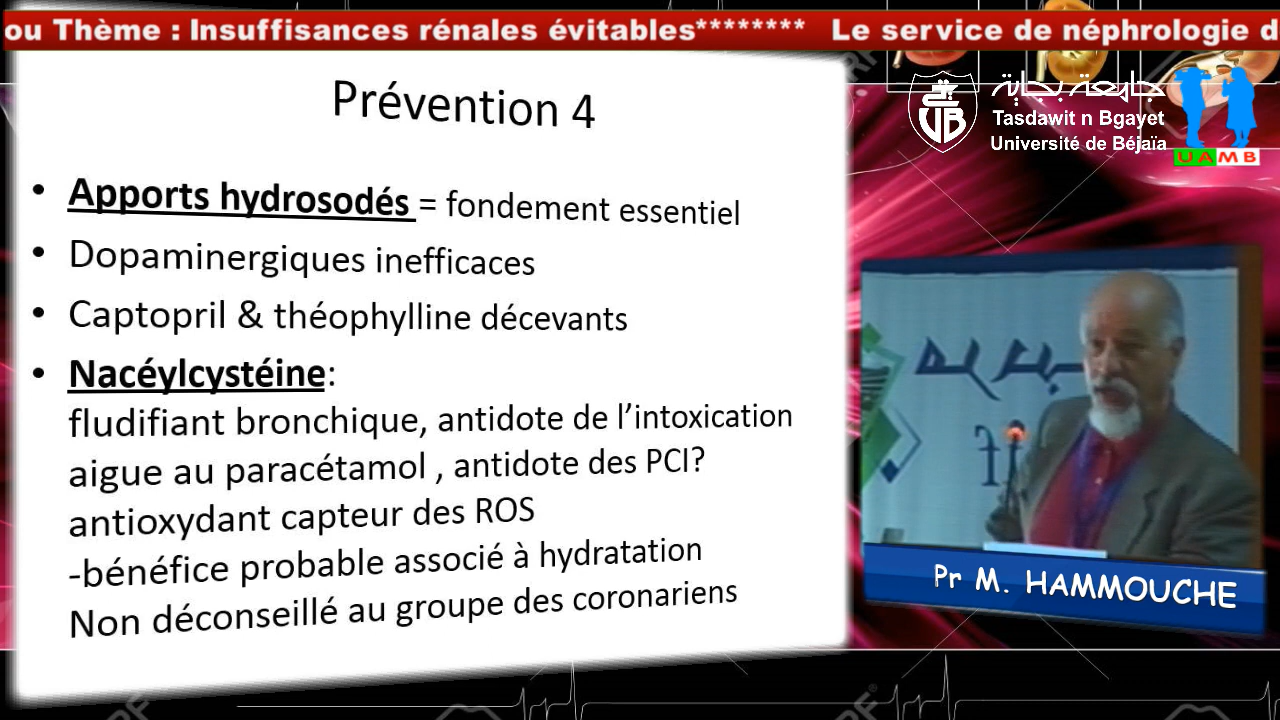 ou Thème : Insuffisances rénales évitables******** Le service de néphrologie d
Prévention 4
• Apports hydrosodés = fondement essentiel
• Dopaminergiques inefficaces
• Captopril & théophylline décevants
• Nacéylcystéine:
fludifiant bronchique, antidote de l’intoxication
aigue au paracétamol , antidote des PCI?
antioxydant capteur des ROS
-bénéfice probable associé à hydratation
Non déconseillé au groupe des coronariens
جامعة بجاية
Tasdawit n Bgayet
Université de Béjaïa
UAMB
Pr M. HAMMOUCHE